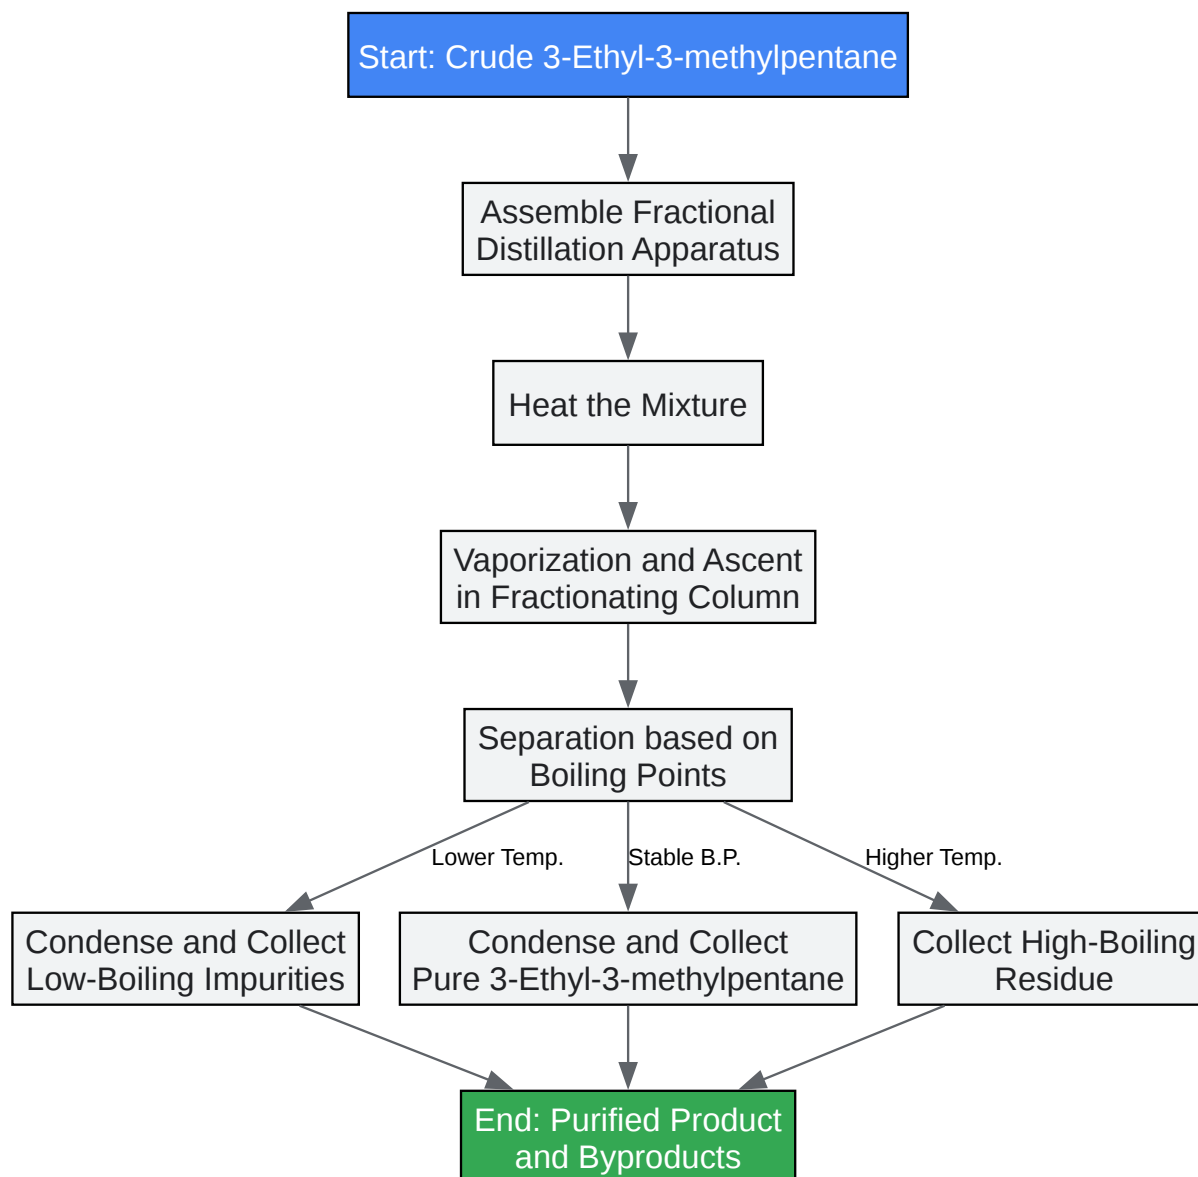 Start: Crude 3-Ethyl-3-methylpentane
Assemble Fractional
Distillation Apparatus
Heat the Mixture
Vaporization and Ascent
in Fractionating Column
Separation based on
Boiling Points
Lower Temp.
Stable B.P.
Higher Temp.
Condense and Collect
Low-Boiling Impurities
Condense and Collect
Pure 3-Ethyl-3-methylpentane
Collect High-Boiling
Residue
End: Purified Product
and Byproducts